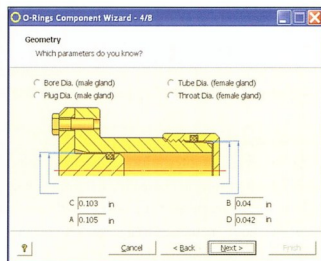 O-Rings Component Wizard - 4/8
Geometry
Which parameters do you know?
Bore Dia. (male gland)
Tube Dia. (female gland)
Plug Dia. (male gland)
Throat Dia. (female gland)
C 0.103 in
B 0.04 in
A 0.105 in
D 0.042 in
Cancel
< Back
Next >
Finish